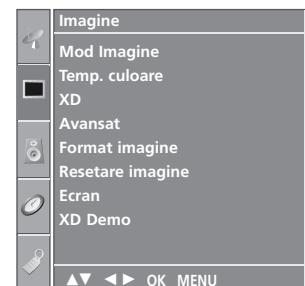 Imagine
Mod Imagine
Temp. culoare
XD
Avansat
Format imagine
Resetare imagine
Ecran
XD Demo
▲▼ ◄► OK MENU